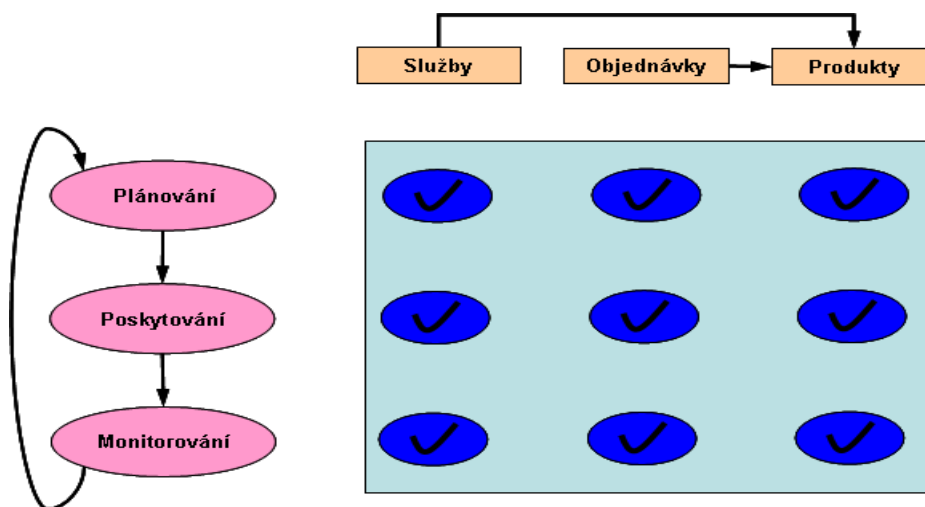 Služby
Objednávky
Produkty
Plánování
Poskytování
Monitorování